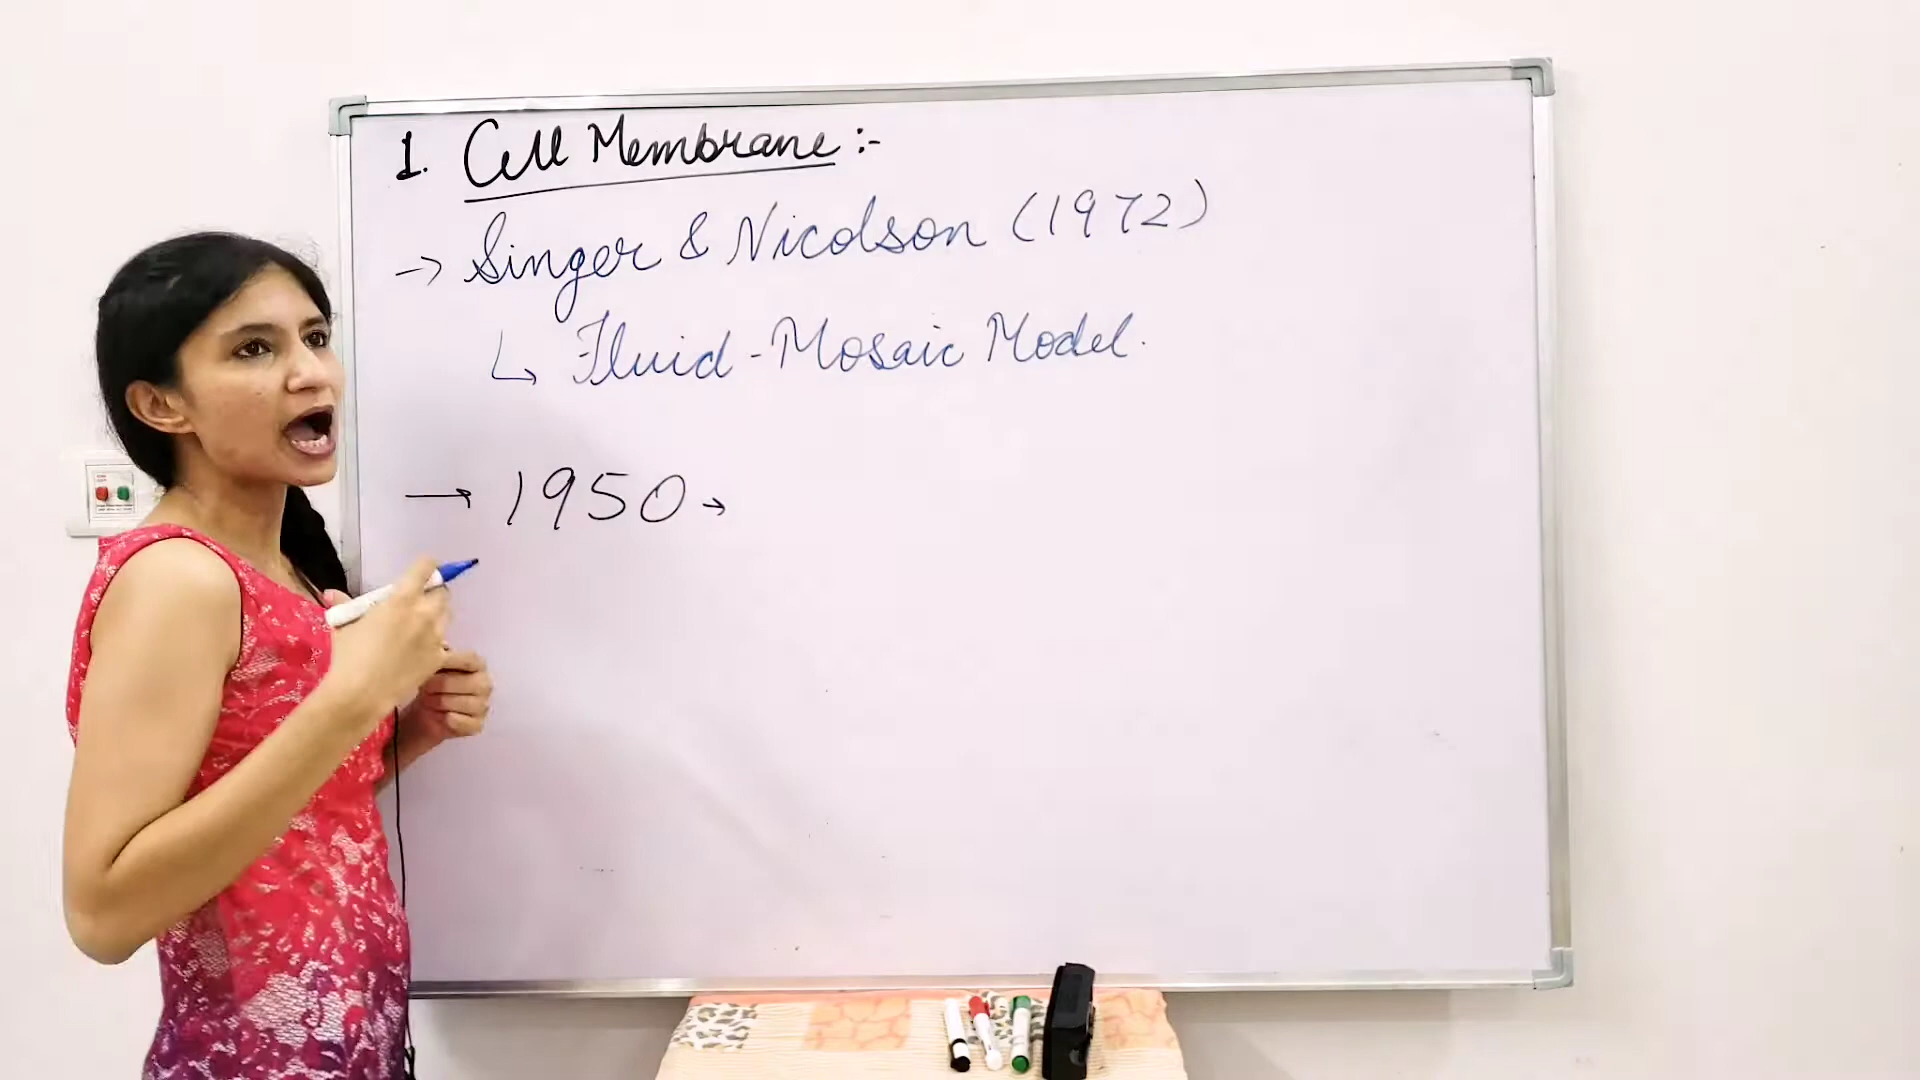 1. Cell Membrane :-
→ Singer & Nicolson (1972)
↳ Fluid-Mosaic Model.
→ 1950 →